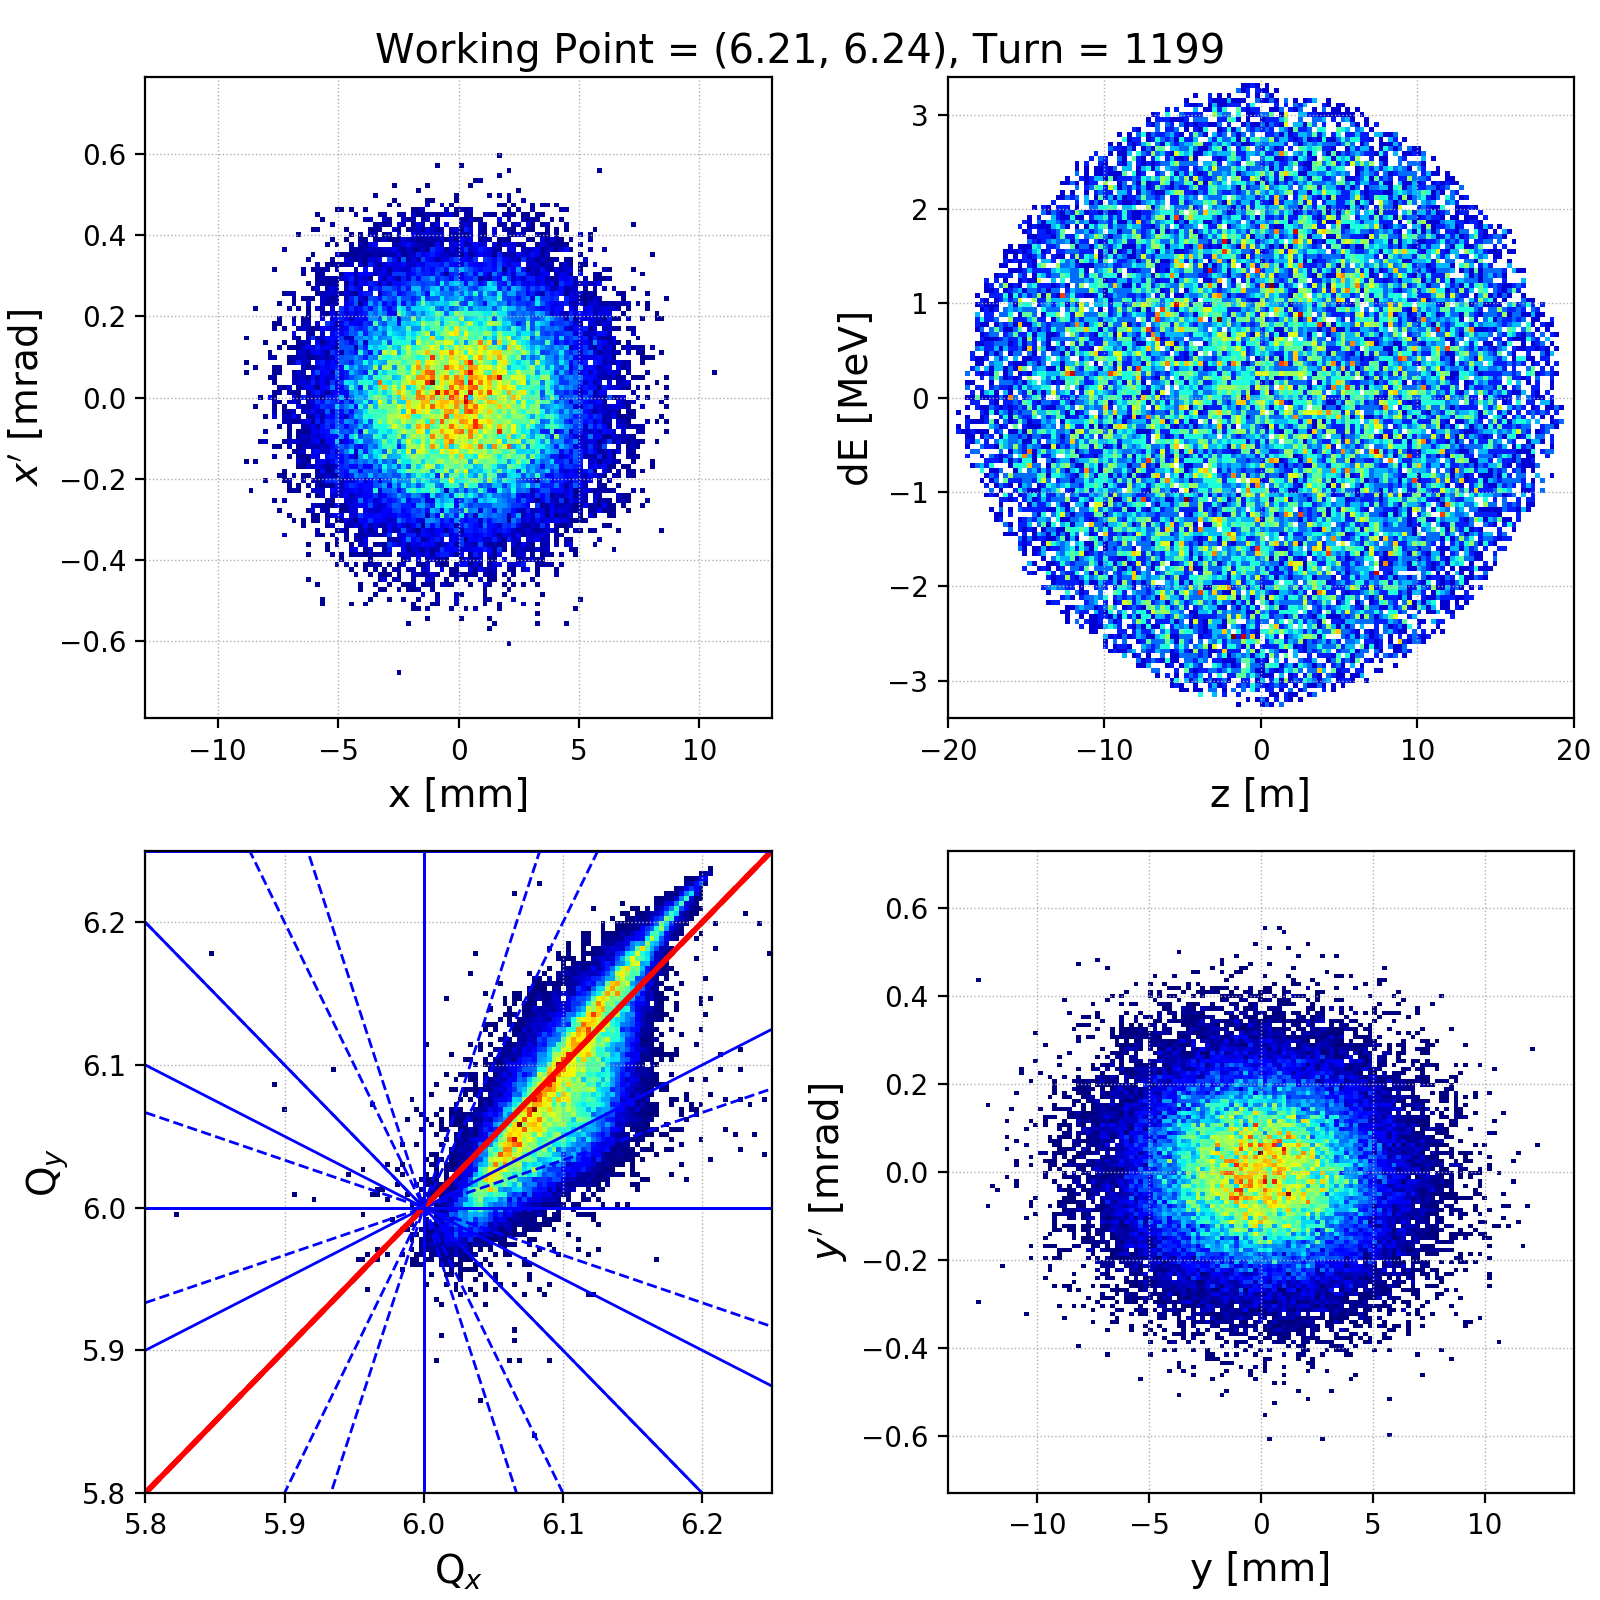 Working Point = (6.21, 6.24), Turn = 1199
0.6
0.4
0.2
0.0
−0.2
−0.4
−0.6
x′ [mrad]
−10 −5 0 5 10
x [mm]
3
2
1
0
−1
−2
−3
dE [MeV]
−20 −10 0 10 20
z [m]
6.2
6.1
6.0
5.9
5.8
Qy
5.8 5.9 6.0 6.1 6.2
Qx
0.6
0.4
0.2
0.0
−0.2
−0.4
−0.6
y′ [mrad]
−10 −5 0 5 10
y [mm]